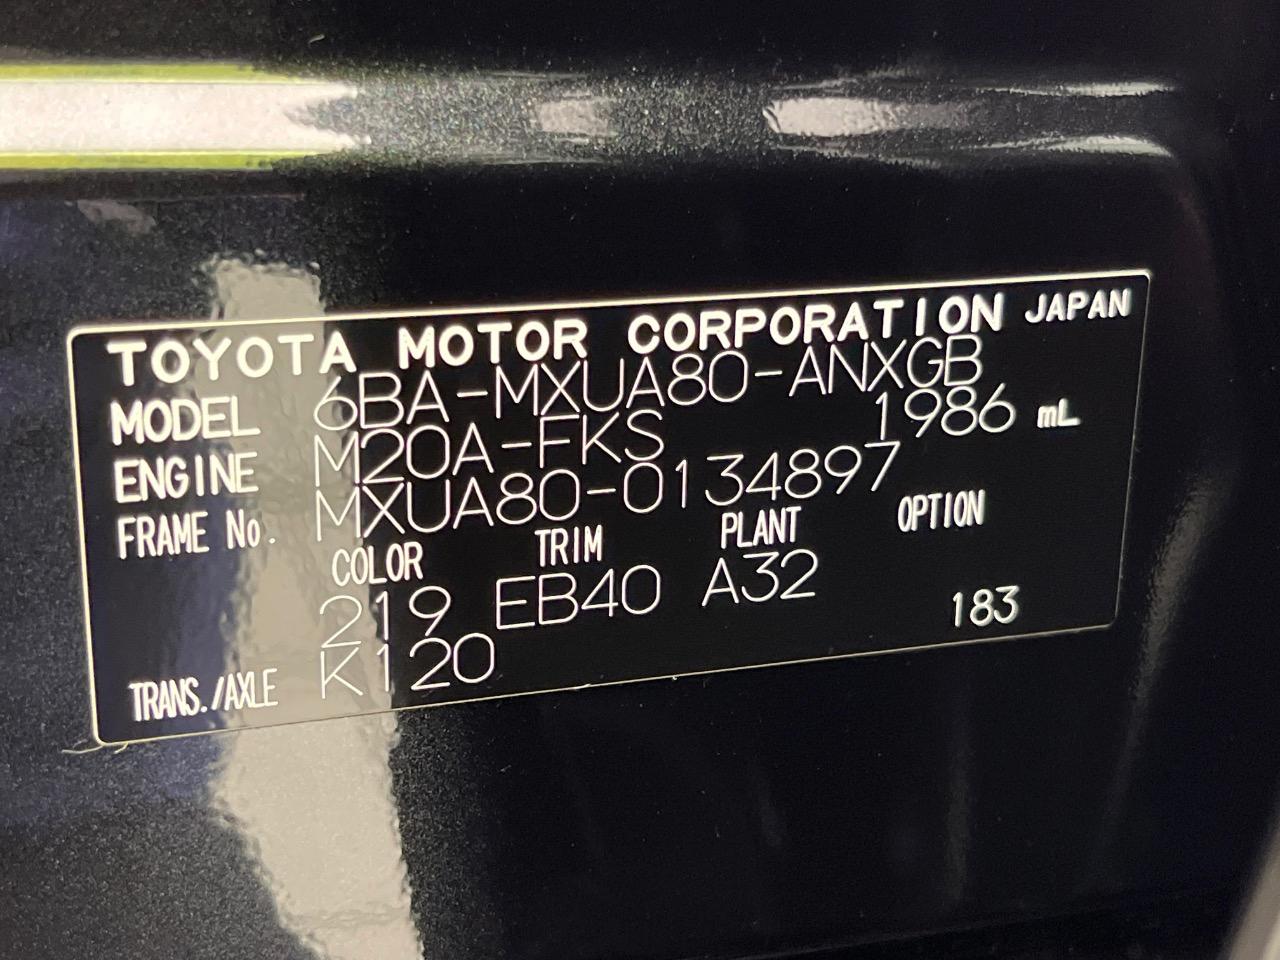 TOYOTA MOTOR CORPORATION JAPAN
MODEL 6BA-MXUA80-ANXGB
ENGINE M20A-FKS 1986 mL
FRAME No. MXUA80-0134897
COLOR TRIM PLANT OPTION
219 EB40 A32
TRANS./AXLE K120 183